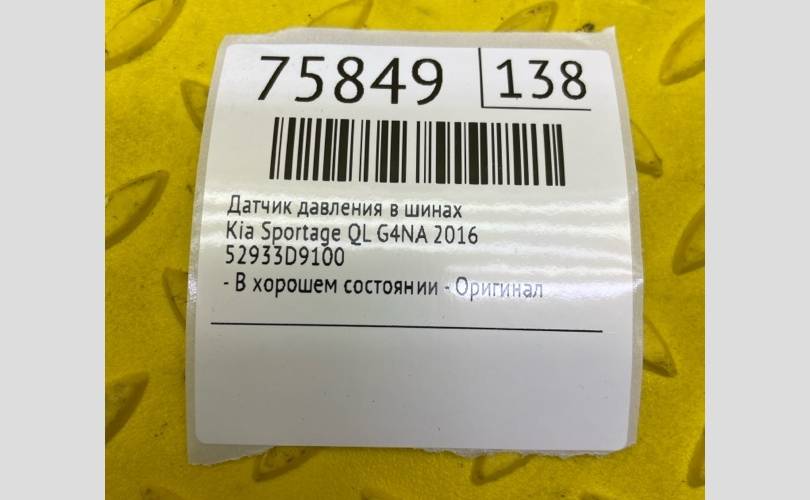 75849 138
Датчик давления в шинах
Kia Sportage QL G4NA 2016
52933D9100
- В хорошем состоянии - Оригинал